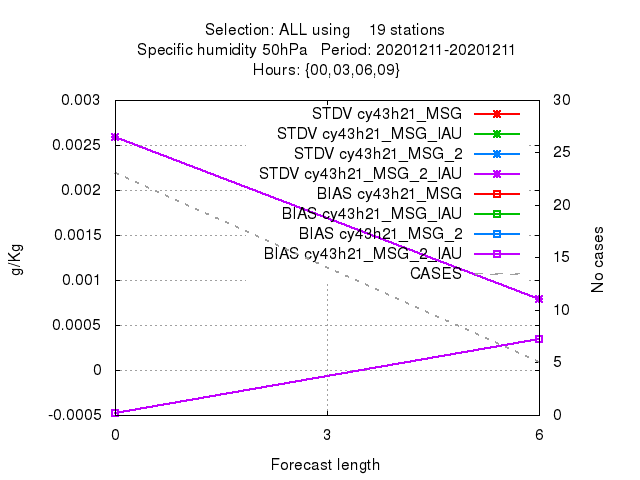 Selection: ALL using 19 stations
Specific humidity 50hPa Period: 20201211-20201211
Hours: {00,03,06,09}
0.003
0.0025
0.002
0.0015
0.001
0.0005
0
-0.0005
g/Kg
STDV cy43h21_MSG
STDV cy43h21_MSG_IAU
STDV cy43h21_MSG_2
STDV cy43h21_MSG_2_IAU
BIAS cy43h21_MSG
BIAS cy43h21_MSG_IAU
BIAS cy43h21_MSG_2
BIAS cy43h21_MSG_2_IAU
CASES
30
25
20
15
10
5
0
No cases
0 3 6
Forecast length